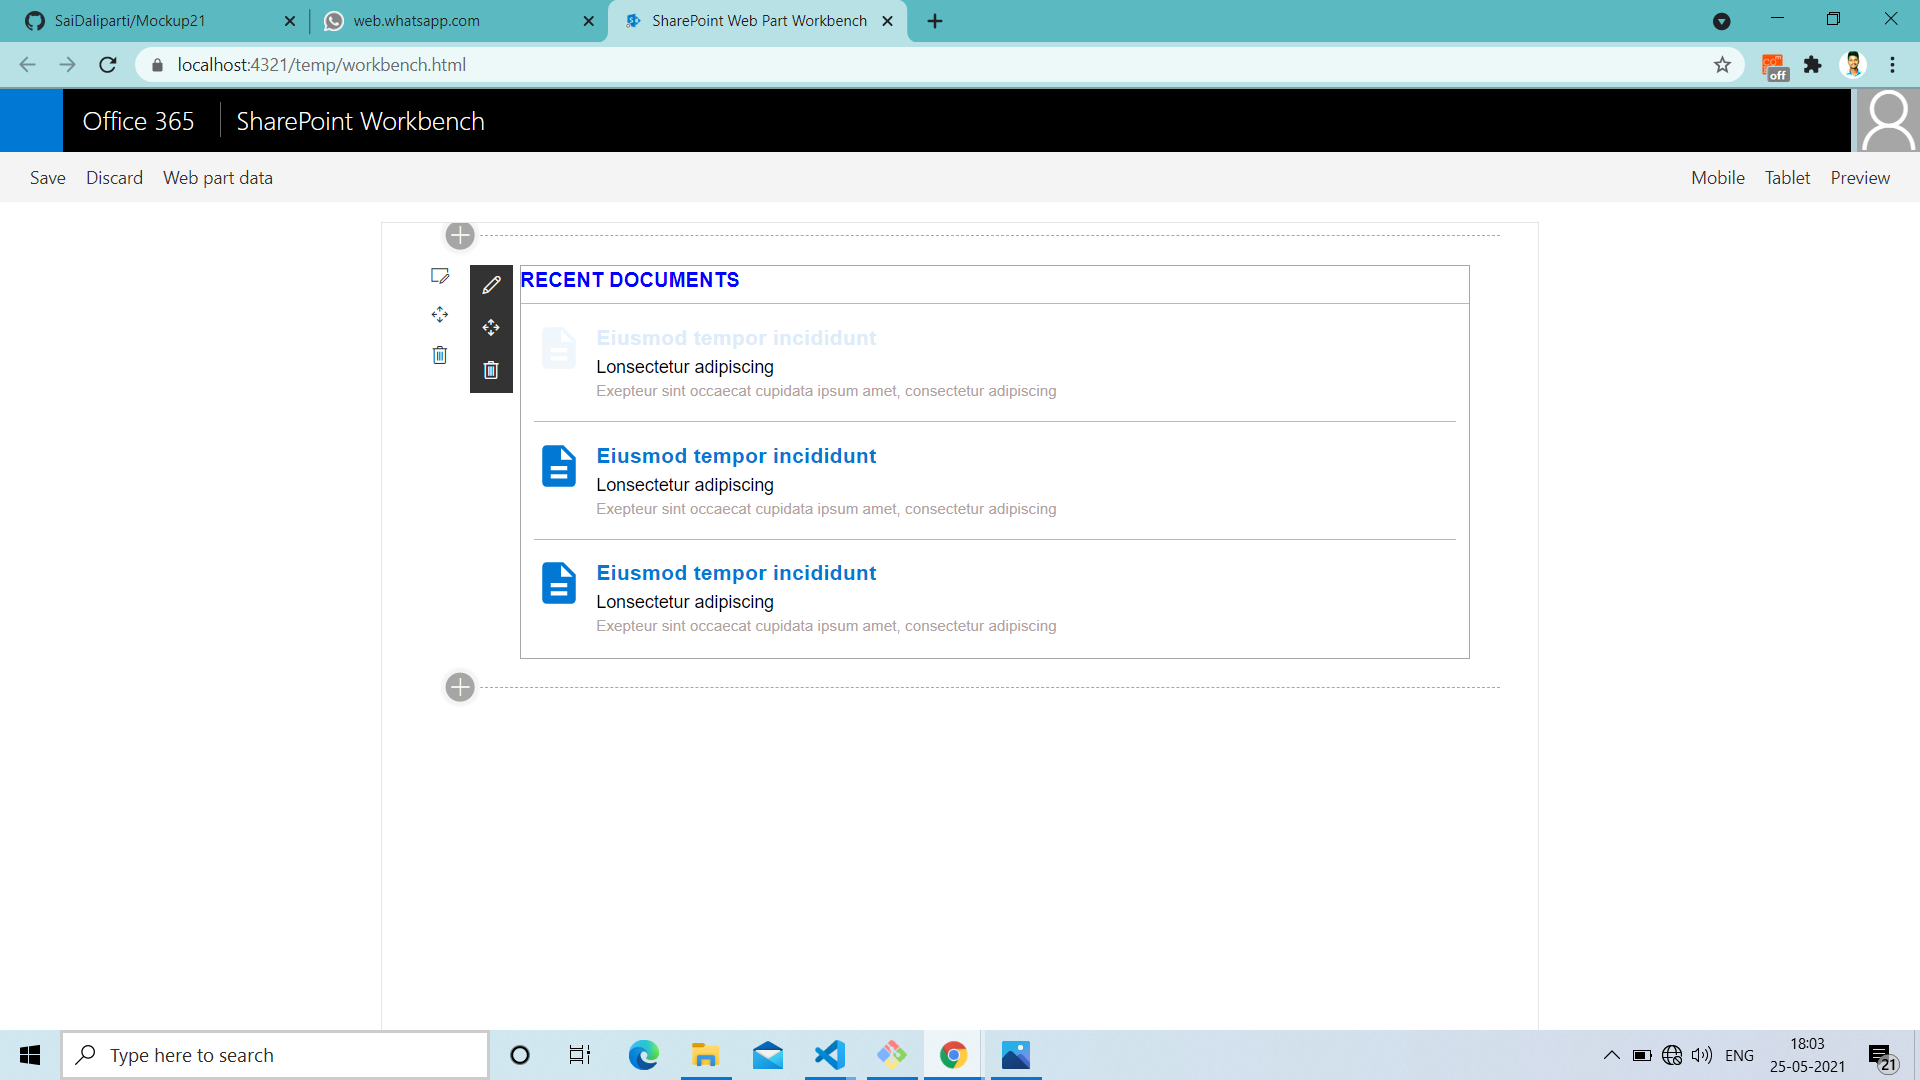 SaiDaliparti/Mockup21
web.whatsapp.com
SharePoint Web Part Workbench
localhost:4321/temp/workbench.html
off
Office 365
SharePoint Workbench
Save Discard Web part data
Mobile Tablet Preview
RECENT DOCUMENTS
Eiusmod tempor incididunt
Lonsectetur adipiscing
Exepteur sint occaecat cupidata ipsum amet, consectetur adipiscing
Eiusmod tempor incididunt
Lonsectetur adipiscing
Exepteur sint occaecat cupidata ipsum amet, consectetur adipiscing
Eiusmod tempor incididunt
Lonsectetur adipiscing
Exepteur sint occaecat cupidata ipsum amet, consectetur adipiscing
Type here to search
ENG
18:03
25-05-2021
21